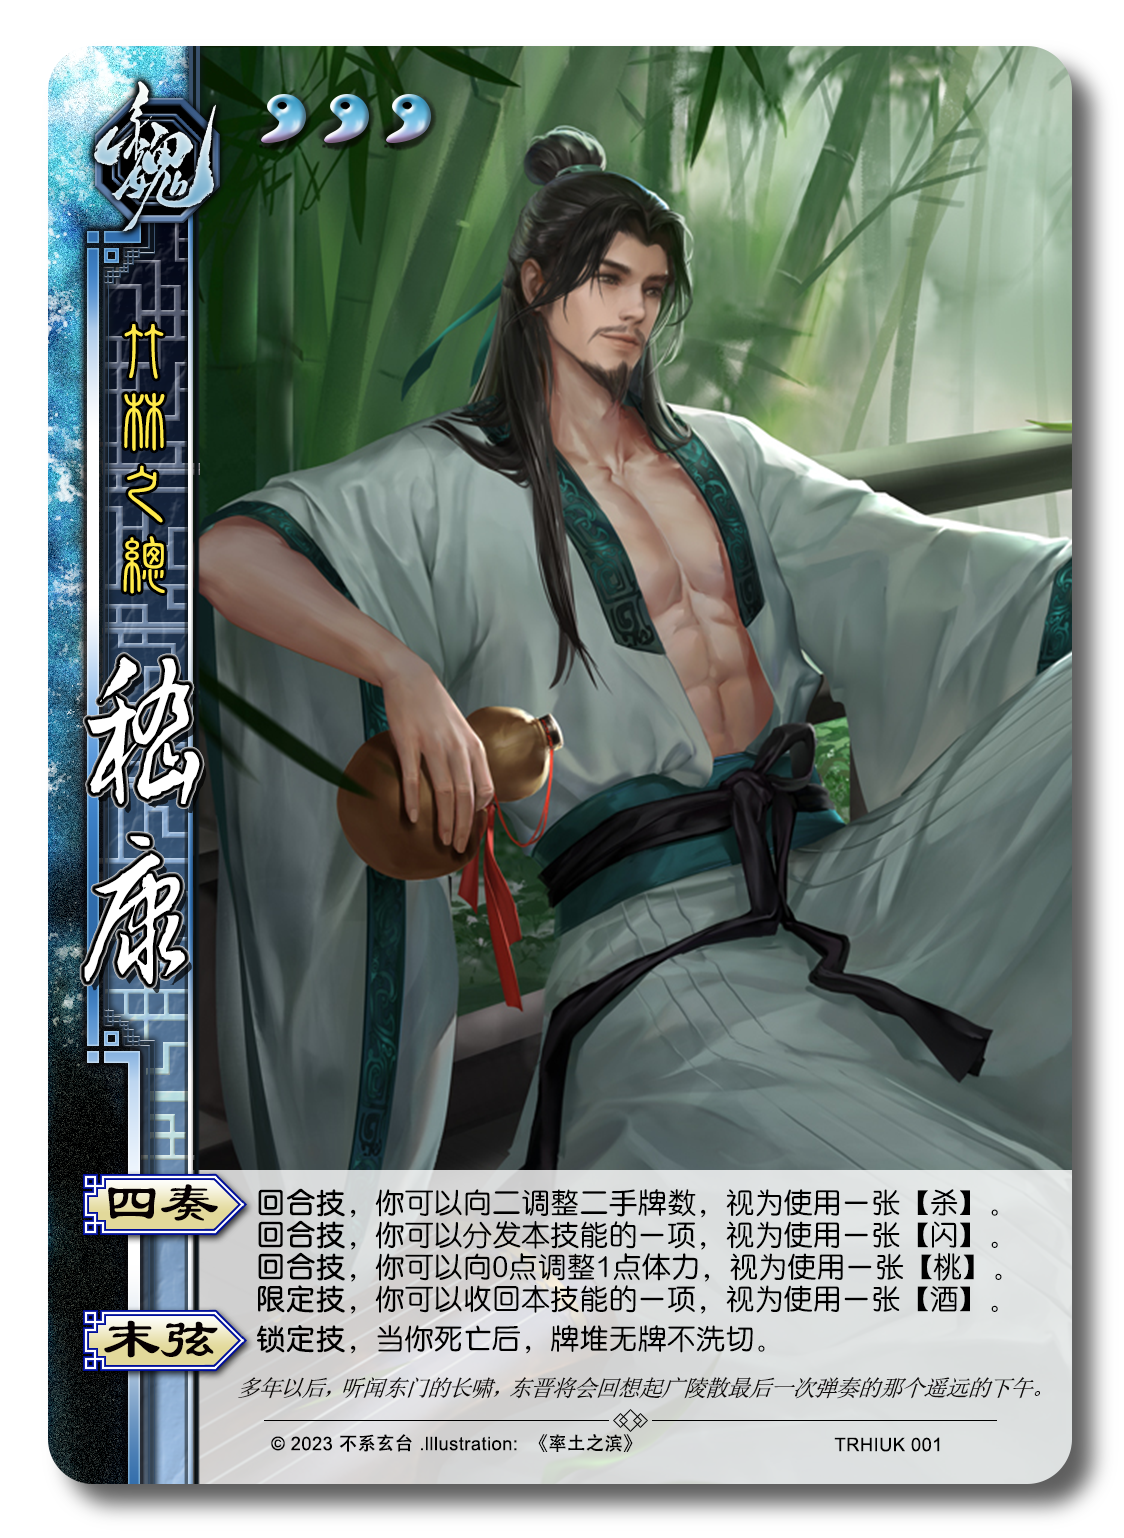 魏
竹林之總
嵇康
四奏
回合技，你可以向二调整二手牌数，视为使用一张【杀】。
回合技，你可以分发本技能的一项，视为使用一张【闪】。
回合技，你可以向0点调整1点体力，视为使用一张【桃】。
限定技，你可以收回本技能的一项，视为使用一张【酒】。
末弦
锁定技，当你死亡后，牌堆无牌不洗切。
多年以后，听闻东门的长啸，东晋将会回想起广陵散最后一次弹奏的那个遥远的下午。
© 2023 不系玄台 .Illustration: 《率土之滨》
TRHIUK 001